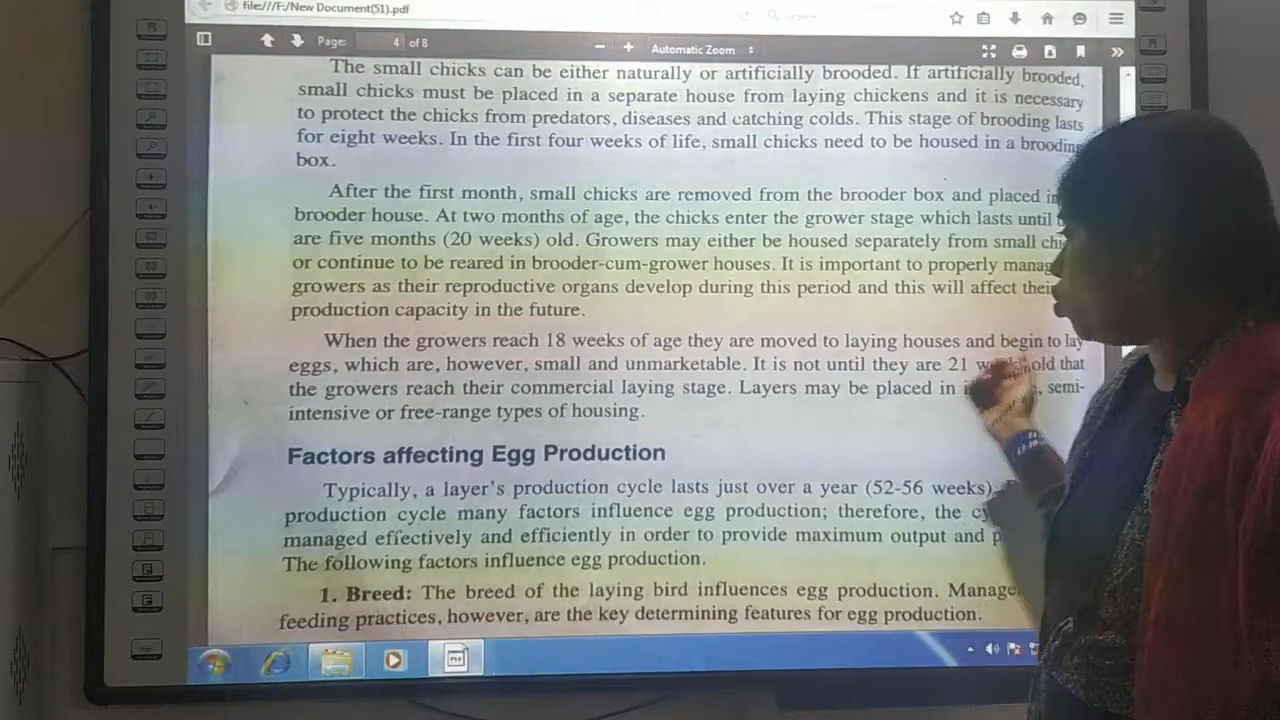 file:///F:/New Document(51).pdf
Page: 4 of 8
Automatic Zoom
The small chicks can be either naturally or artificially brooded. If artificially brooded,
small chicks must be placed in a separate house from laying chickens and it is necessary
to protect the chicks from predators, diseases and catching colds. This stage of brooding lasts
for eight weeks. In the first four weeks of life, small chicks need to be housed in a brooding
box.
After the first month, small chicks are removed from the brooder box and placed in
brooder house. At two months of age, the chicks enter the grower stage which lasts until
are five months (20 weeks) old. Growers may either be housed separately from small
or continue to be reared in brooder-cum-grower houses. It is important to properly
growers as their reproductive organs develop during this period and this will affect their
production capacity in the future.
When the growers reach 18 weeks of age they are moved to laying houses and begin to lay
eggs, which are, however, small and unmarketable. It is not until they are 21 old that
the growers reach their commercial laying stage. Layers may be placed in semi-
intensive or free-range types of housing.
Factors affecting Egg Production
Typically, a layer's production cycle lasts just over a year (52-56 weeks)
production cycle many factors influence egg production; therefore, the
managed effectively and efficiently in order to provide maximum output and
The following factors influence egg production.
1. Breed: The breed of the laying bird influences egg production.
feeding practices, however, are the key determining features for egg production.